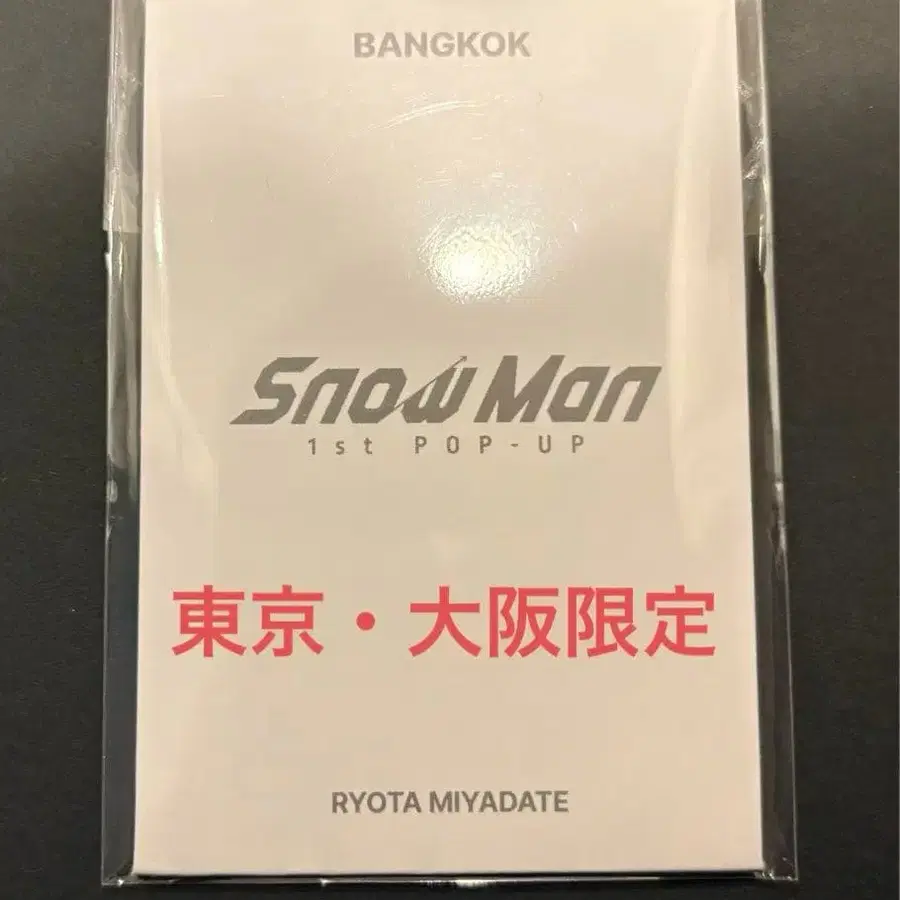 BANGKOK
Snow Man
1st POP-UP
東京・大阪限定
RYOTA MIYADATE